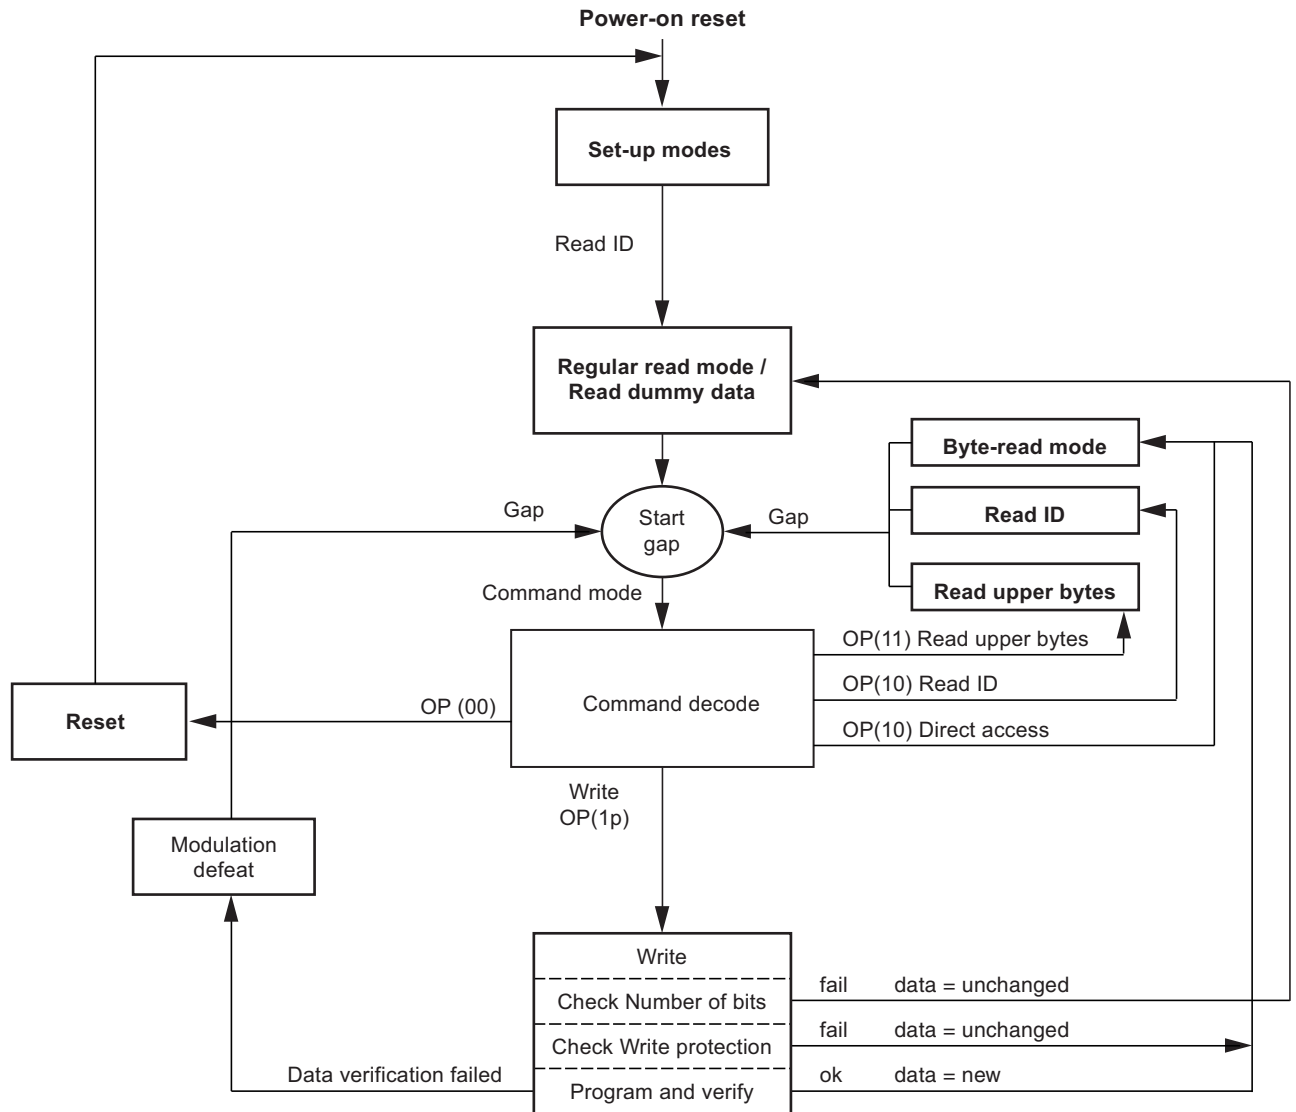 Power-on reset
Set-up modes
Read ID
Regular read mode /
Read dummy data
Byte-read mode
Gap
Start
gap
Gap
Read ID
Command mode
Read upper bytes
OP(11) Read upper bytes
OP(10) Read ID
OP(10) Direct access
Command decode
OP (00)
Reset
Write
OP(1p)
Modulation
defeat
Write
Check Number of bits
fail data = unchanged
Check Write protection
fail data = unchanged
Data verification failed
Program and verify
ok data = new